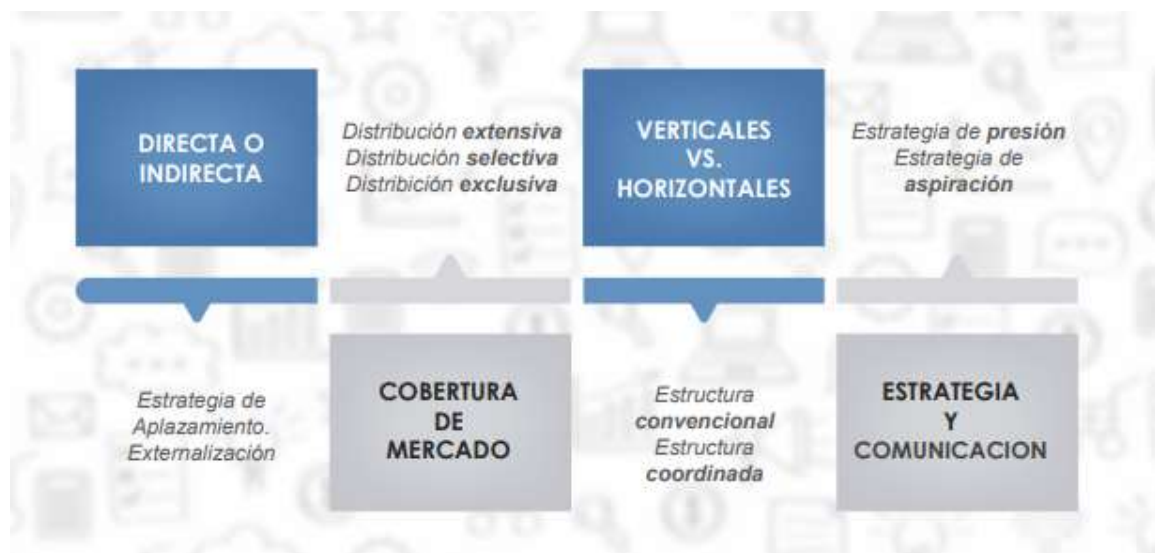 DIRECTA O
INDIRECTA
Distribución extensiva
Distribución selectiva
Distribición exclusiva
VERTICALES
VS.
HORIZONTALES
Estrategia de presión
Estrategia de
aspiración
Estrategia de
Aplazamiento.
Externalización
COBERTURA
DE
MERCADO
Estructura
convencional
Estructura
coordinada
ESTRATEGIA
Y
COMUNICACION